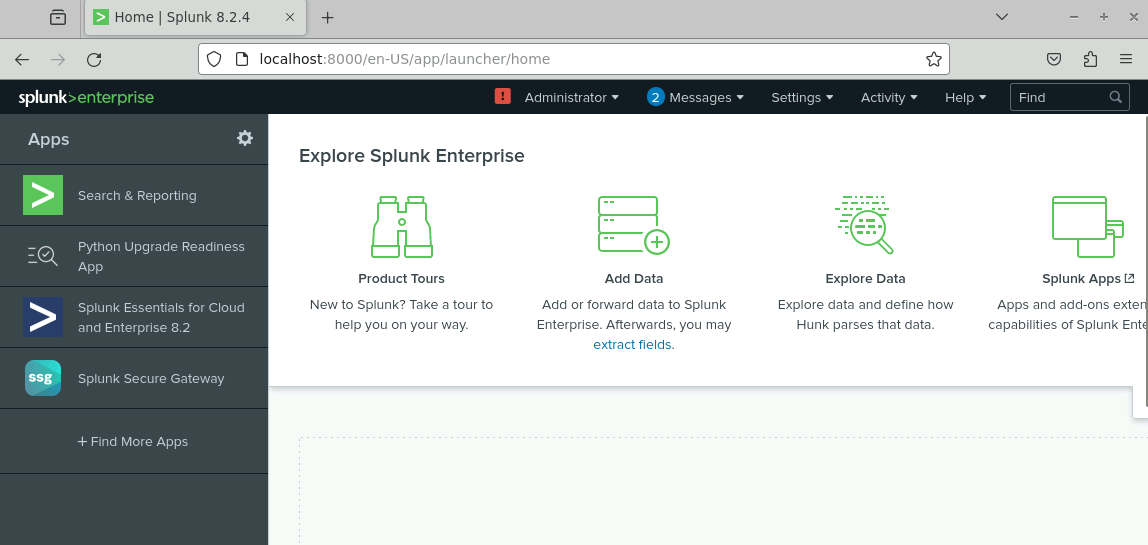 Home | Splunk 8.2.4
localhost:8000/en-US/app/launcher/home
splunk>enterprise
! Administrator 2 Messages Settings Activity Help Find
Apps
Search & Reporting
Python Upgrade Readiness
App
Splunk Essentials for Cloud
and Enterprise 8.2
ssg
Splunk Secure Gateway
+ Find More Apps
Explore Splunk Enterprise
Product Tours
New to Splunk? Take a tour to
help you on your way.
Add Data
Add or forward data to Splunk
Enterprise. Afterwards, you may
extract fields.
Explore Data
Explore data and define how
Hunk parses that data.
Splunk Apps
Apps and add-ons exten
capabilities of Splunk Ente